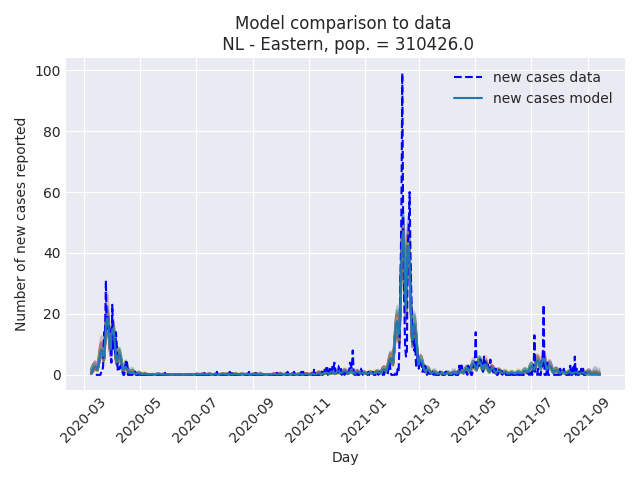 Model comparison to data
NL - Eastern, pop. = 310426.0
new cases data
new cases model
Number of new cases reported
100
80
60
40
20
0
2020-03
2020-05
2020-07
2020-09
2020-11
2021-01
2021-03
2021-05
2021-07
2021-09
Day